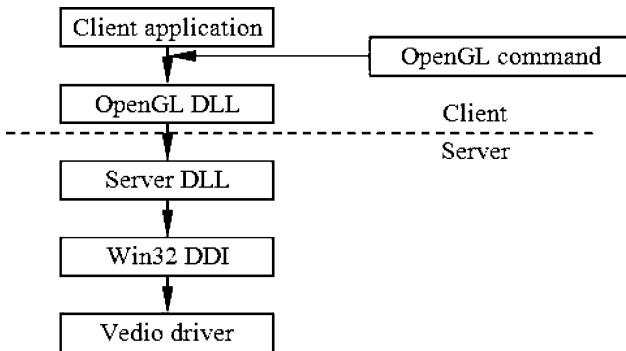 Client application
OpenGL command
OpenGL DLL
Client
Server
Server DLL
Win32 DDI
Vedio driver